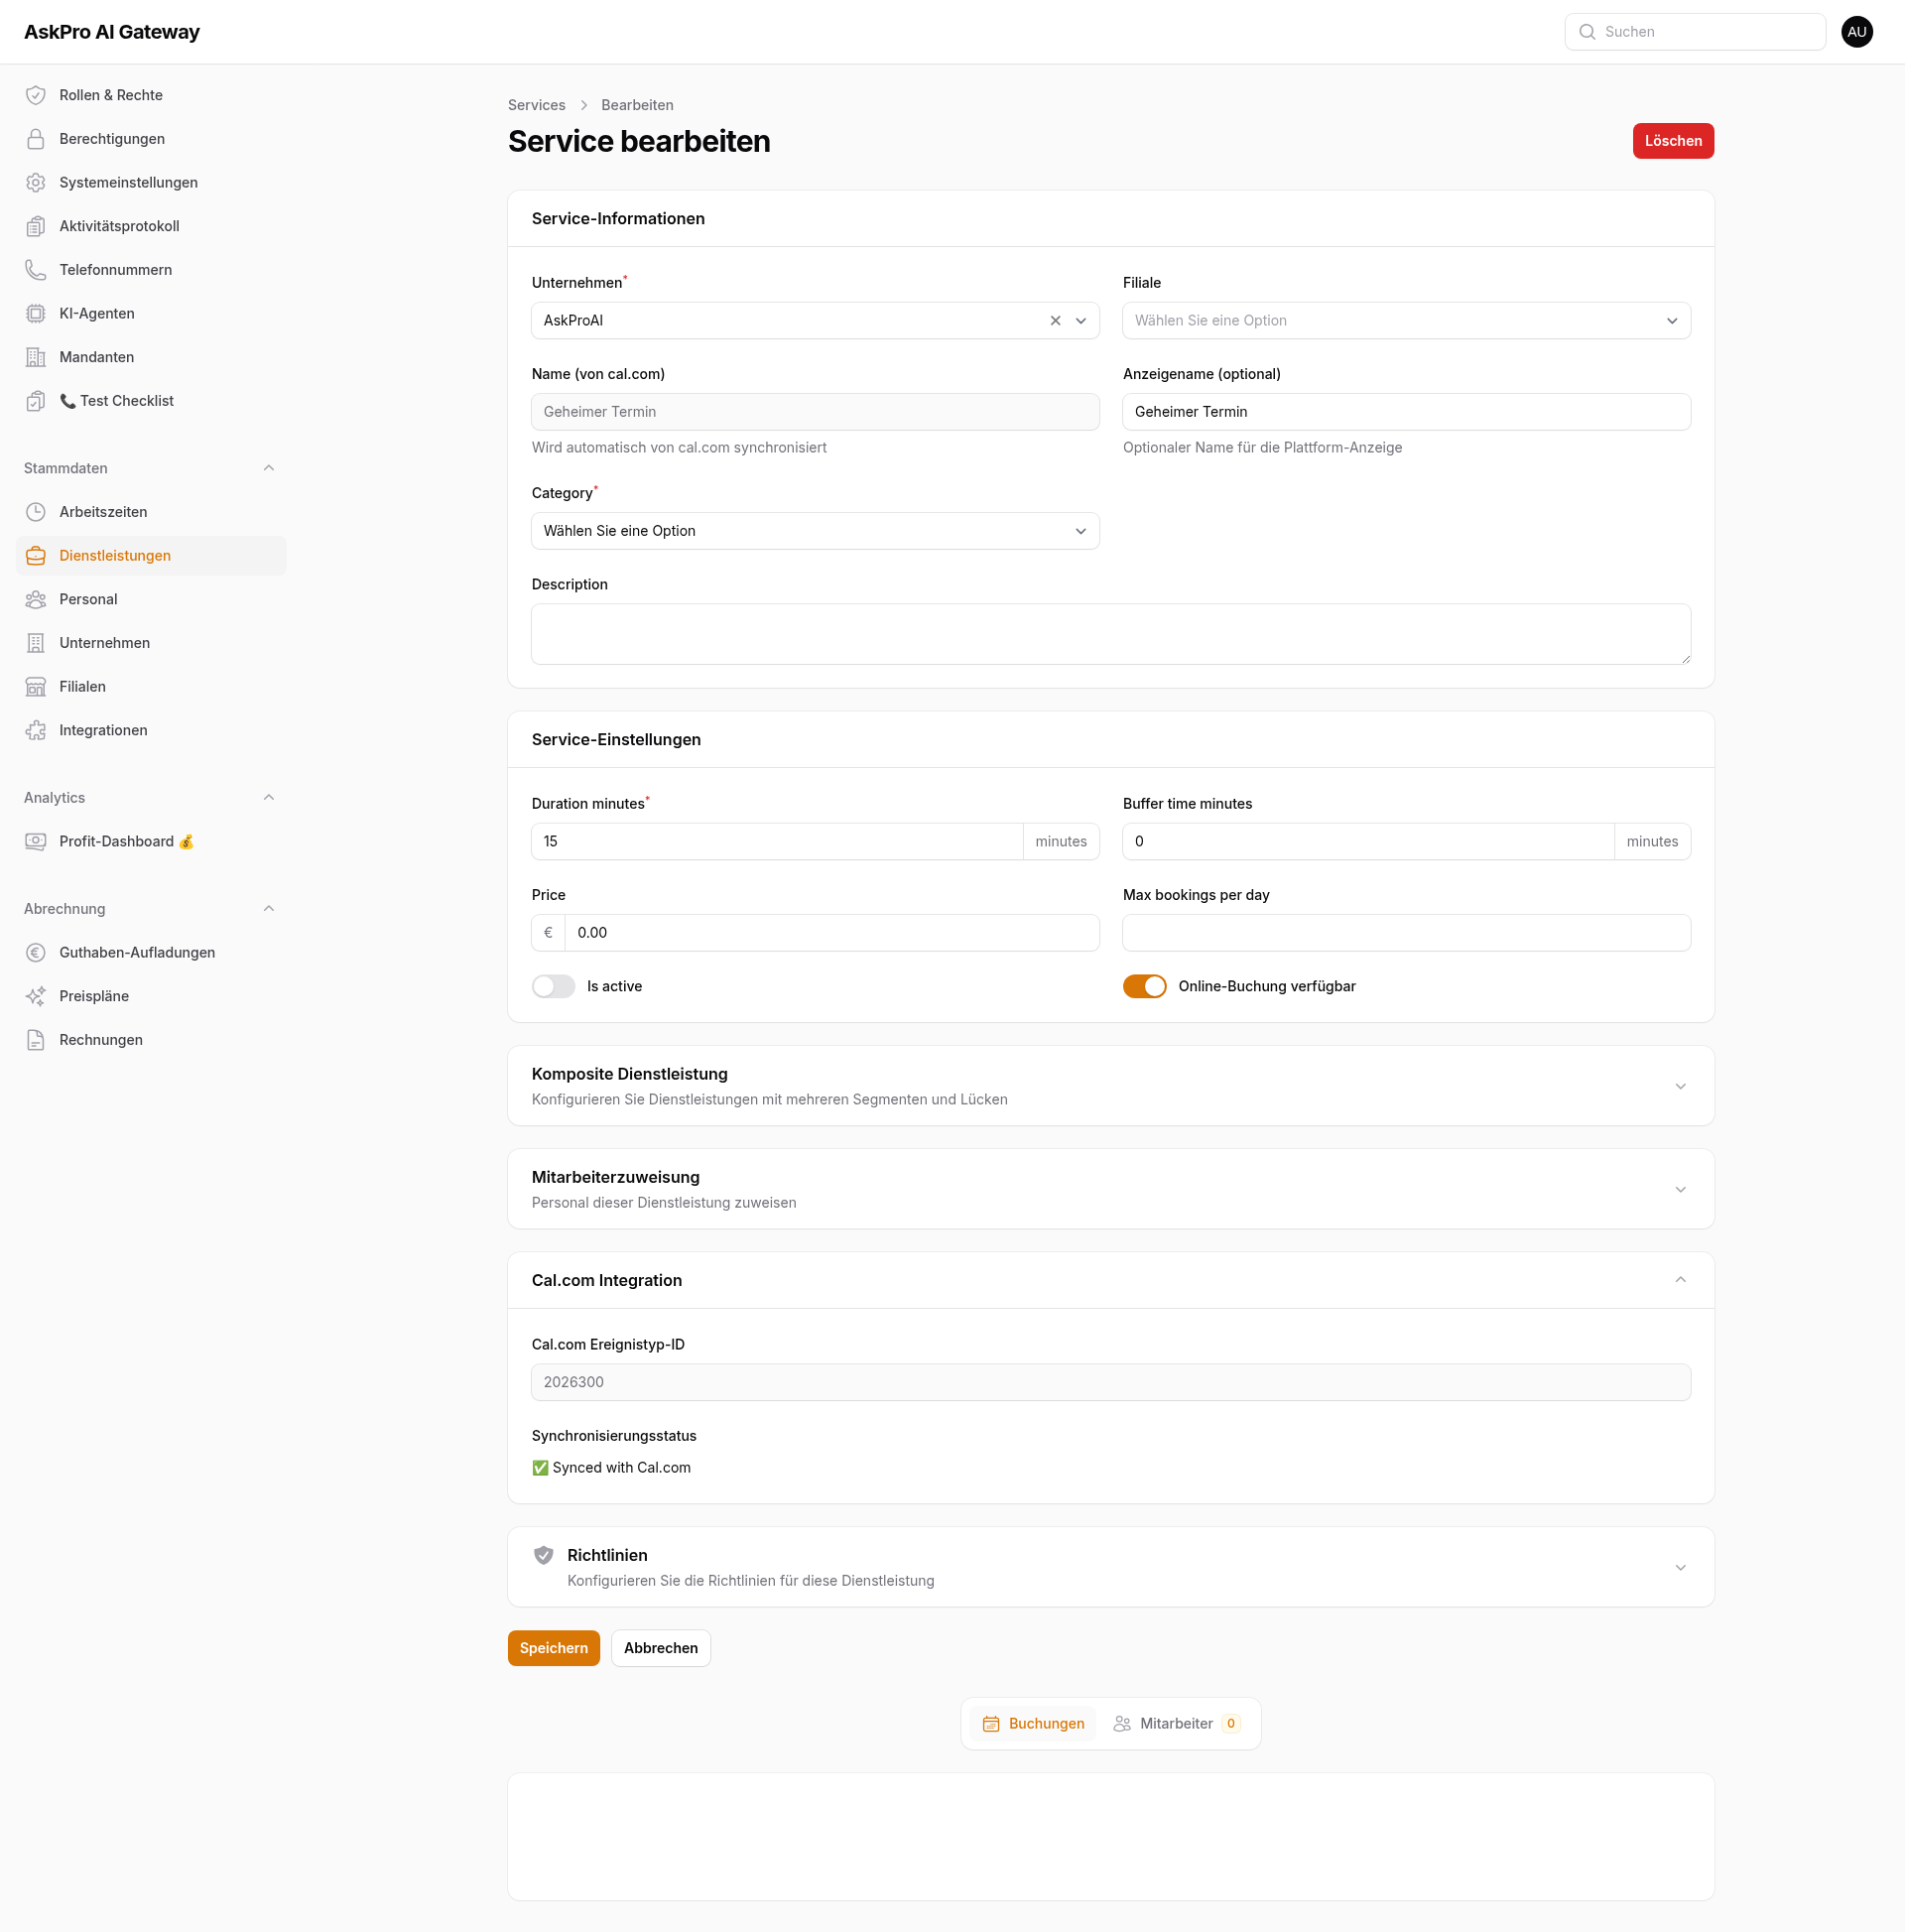 AskPro AI Gateway
Suchen
AU
Rollen & Rechte
Berechtigungen
Systemeinstellungen
Aktivitätsprotokoll
Telefonnummern
KI-Agenten
Mandanten
📞 Test Checklist
Stammdaten
Arbeitszeiten
Dienstleistungen
Personal
Unternehmen
Filialen
Integrationen
Analytics
Profit-Dashboard 💰
Abrechnung
Guthaben-Aufladungen
Preispläne
Rechnungen
Services > Bearbeiten
Service bearbeiten
Löschen
Service-Informationen
Unternehmen*
AskProAI
Filiale
Wählen Sie eine Option
Name (von cal.com)
Geheimer Termin
Wird automatisch von cal.com synchronisiert
Anzeigename (optional)
Geheimer Termin
Optionaler Name für die Plattform-Anzeige
Category*
Wählen Sie eine Option
Description
Service-Einstellungen
Duration minutes*
15 minutes
Buffer time minutes
0 minutes
Price
€ 0.00
Max bookings per day
Is active
Online-Buchung verfügbar
Komposite Dienstleistung
Konfigurieren Sie Dienstleistungen mit mehreren Segmenten und Lücken
Mitarbeiterzuweisung
Personal dieser Dienstleistung zuweisen
Cal.com Integration
Cal.com Ereignistyp-ID
2026300
Synchronisierungsstatus
✅ Synced with Cal.com
Richtlinien
Konfigurieren Sie die Richtlinien für diese Dienstleistung
Speichern
Abbrechen
Buchungen
Mitarbeiter 0